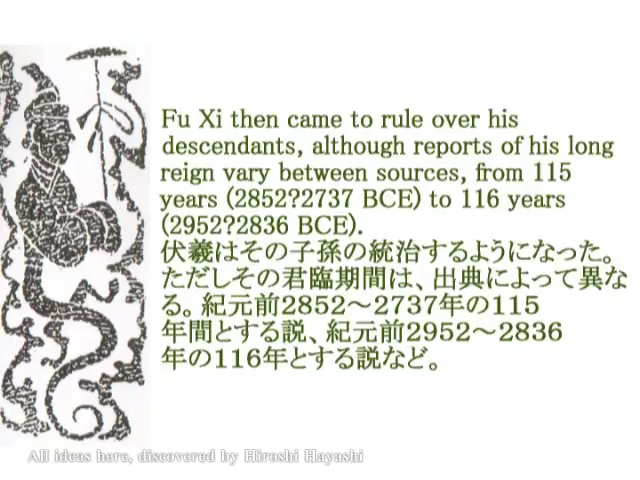 Fu Xi then came to rule over his
descendants, although reports of his long
reign vary between sources, from 115
years (2852?2737 BCE) to 116 years
(2952?2836 BCE).
伏羲はその子孫の統治するようになった。
ただしその君臨期間は、出典によって異な
る。紀元前2852～2737年の115
年間とする説、紀元前2952～2836
年の116年とする説など。
All ideas here, discovered by Hiroshi Hayashi